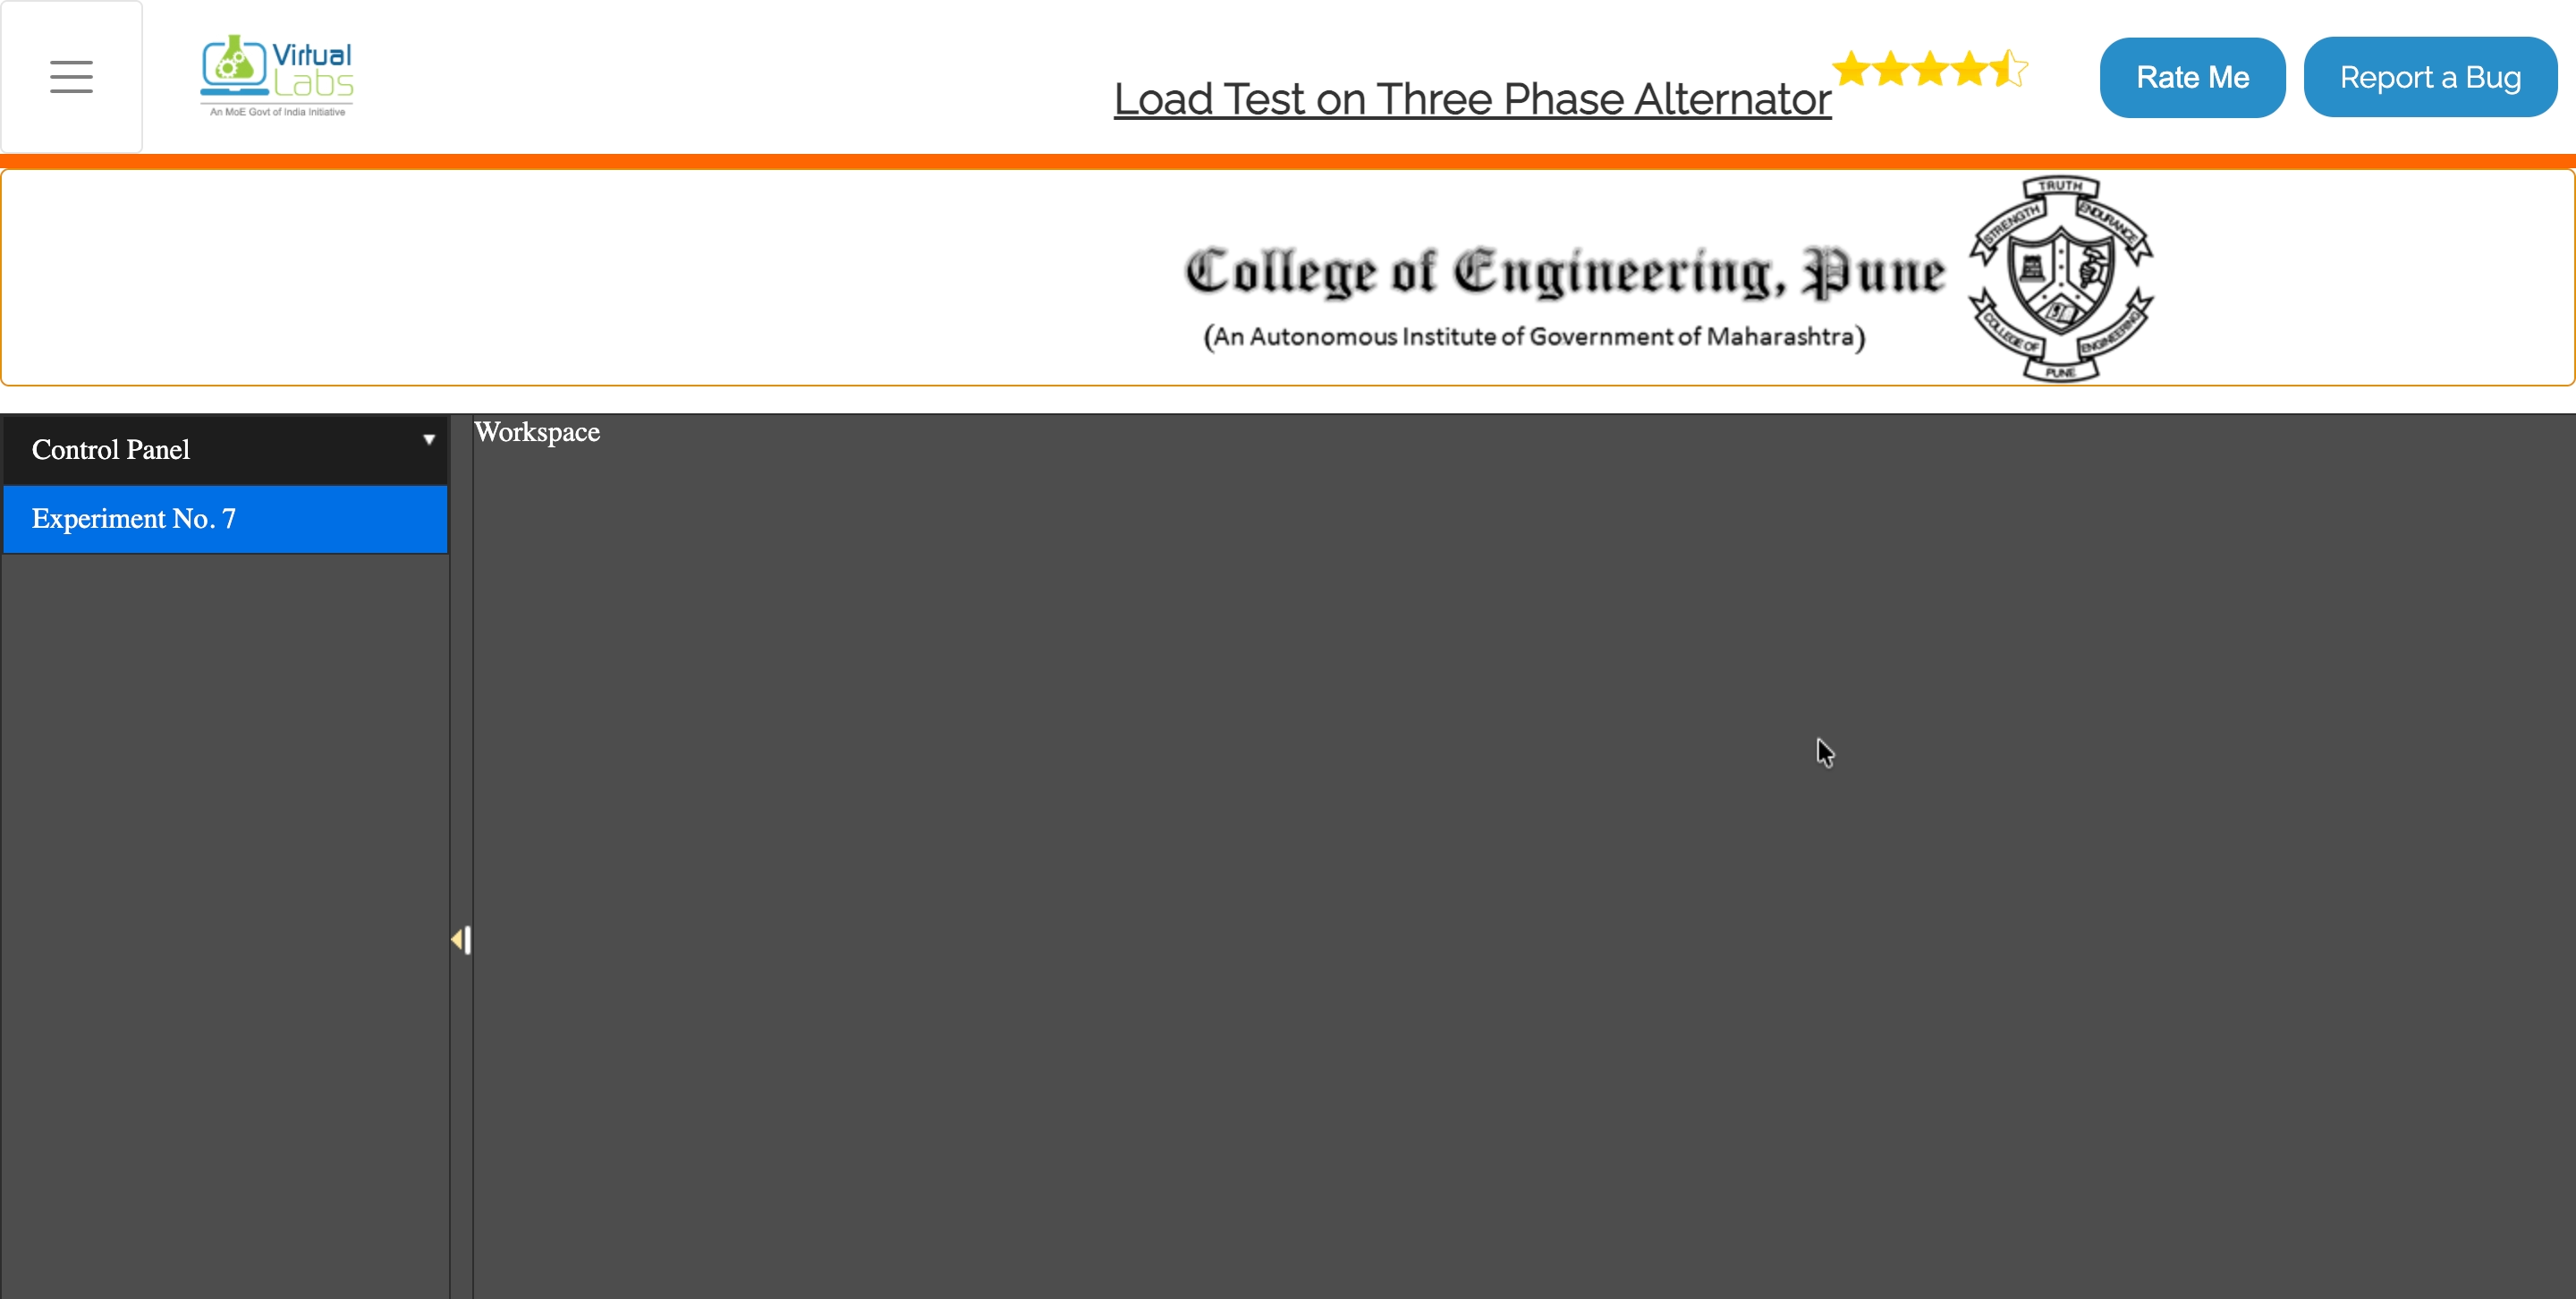 Virtual
Labs
An MoE Govt of India Initiative
Load Test on Three Phase Alternator
Rate Me
Report a Bug
College of Engineering, Pune
(An Autonomous Institute of Government of Maharashtra)
TRUTH
STRENGTH
ENDURANCE
COLLEGE OF
ENGINEERING
PUNE
Control Panel
Workspace
Experiment No. 7